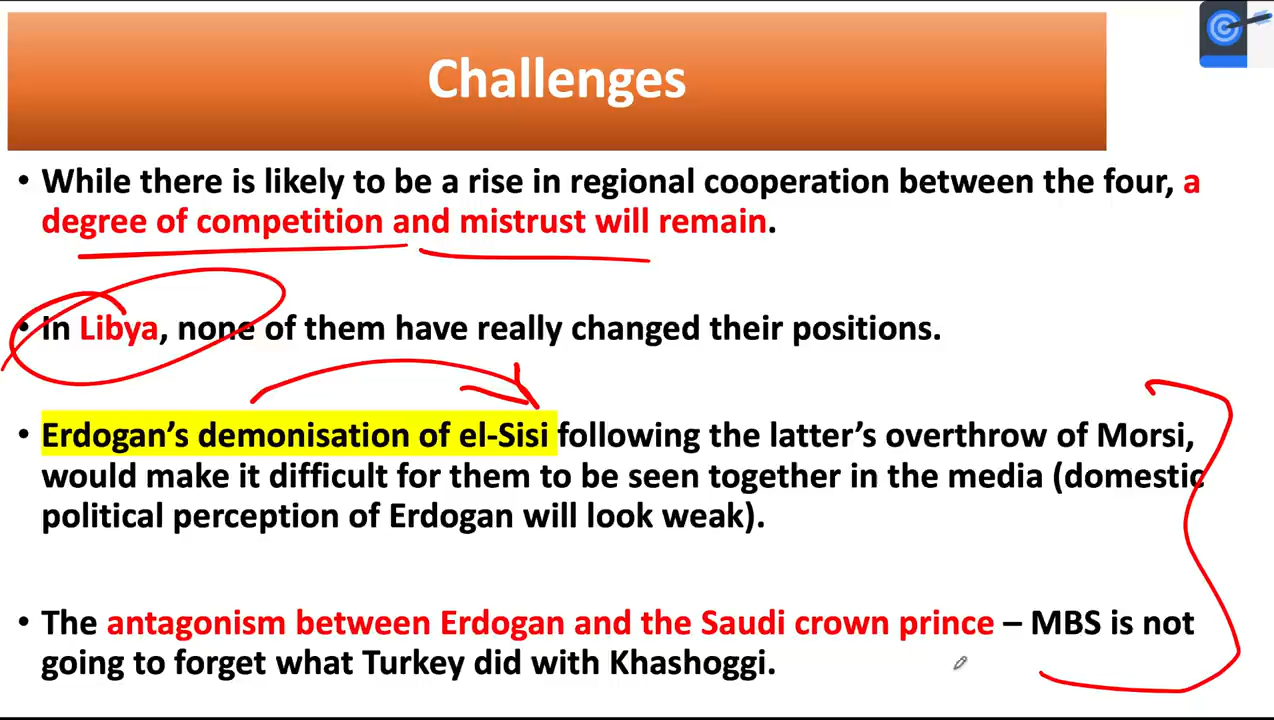 Challenges
• While there is likely to be a rise in regional cooperation between the four, a
degree of competition and mistrust will remain.
• In Libya, none of them have really changed their positions.
• Erdogan’s demonisation of el-Sisi following the latter’s overthrow of Morsi,
would make it difficult for them to be seen together in the media (domestic
political perception of Erdogan will look weak).
• The antagonism between Erdogan and the Saudi crown prince – MBS is not
going to forget what Turkey did with Khashoggi.